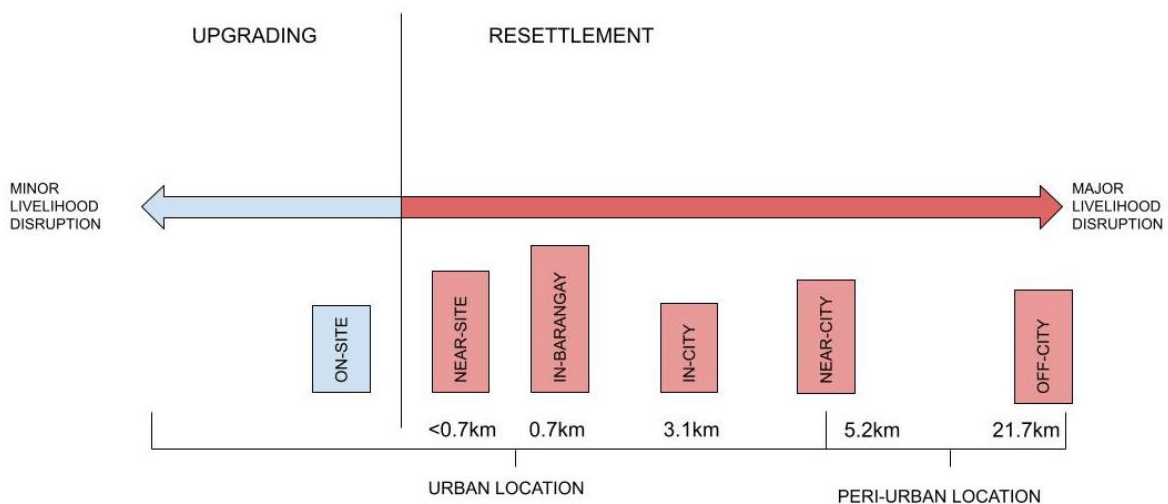 UPGRADING
RESETTLEMENT
MINOR
LIVELIHOOD
DISRUPTION
MAJOR
LIVELIHOOD
DISRUPTION
ON-SITE
NEAR-SITE
IN-BARANGAY
IN-CITY
NEAR-CITY
OFF-CITY
<0.7km
0.7km
3.1km
5.2km
21.7km
URBAN LOCATION
PERI-URBAN LOCATION